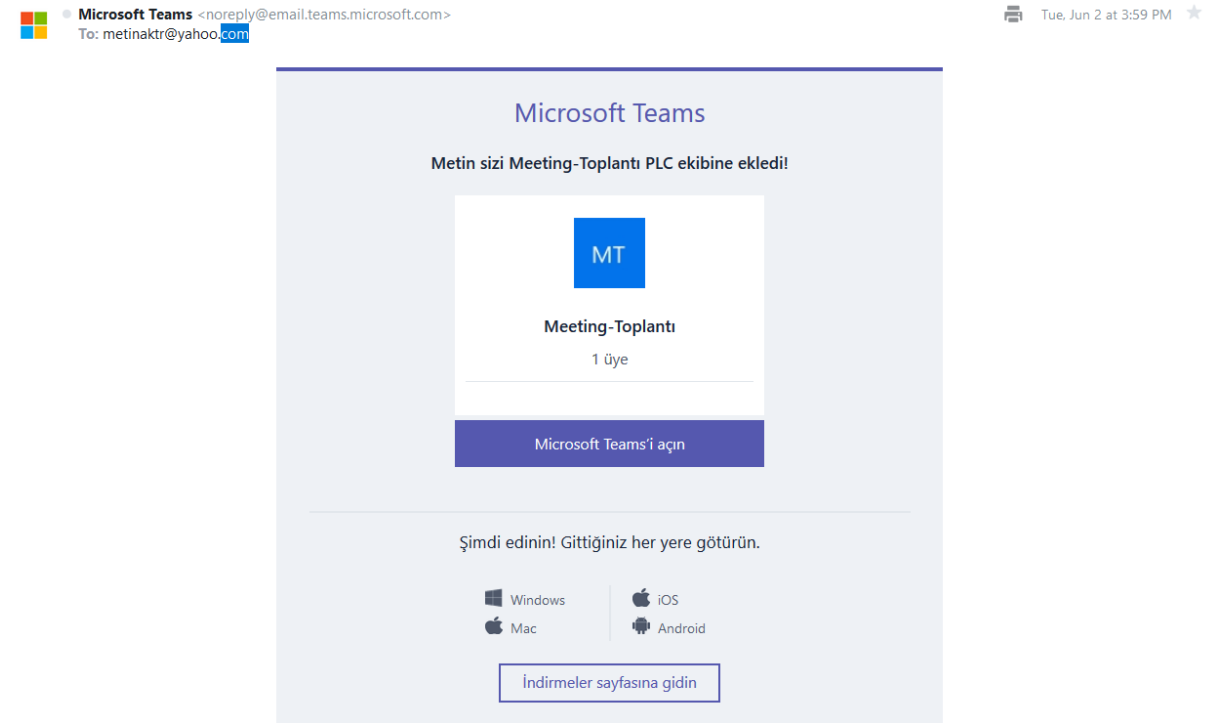 Microsoft Teams <noreply@email.teams.microsoft.com>
Tue, Jun 2 at 3:59 PM
To: metinaktr@yahoo.com
Microsoft Teams
Metin sizi Meeting-Toplantı PLC ekibine ekledi!
MT
Meeting-Toplantı
1 üye
Microsoft Teams'i açın
Şimdi edinin! Gittiğiniz her yere götürün.
Windows
Mac
iOS
Android
İndirmeler sayfasına gidin